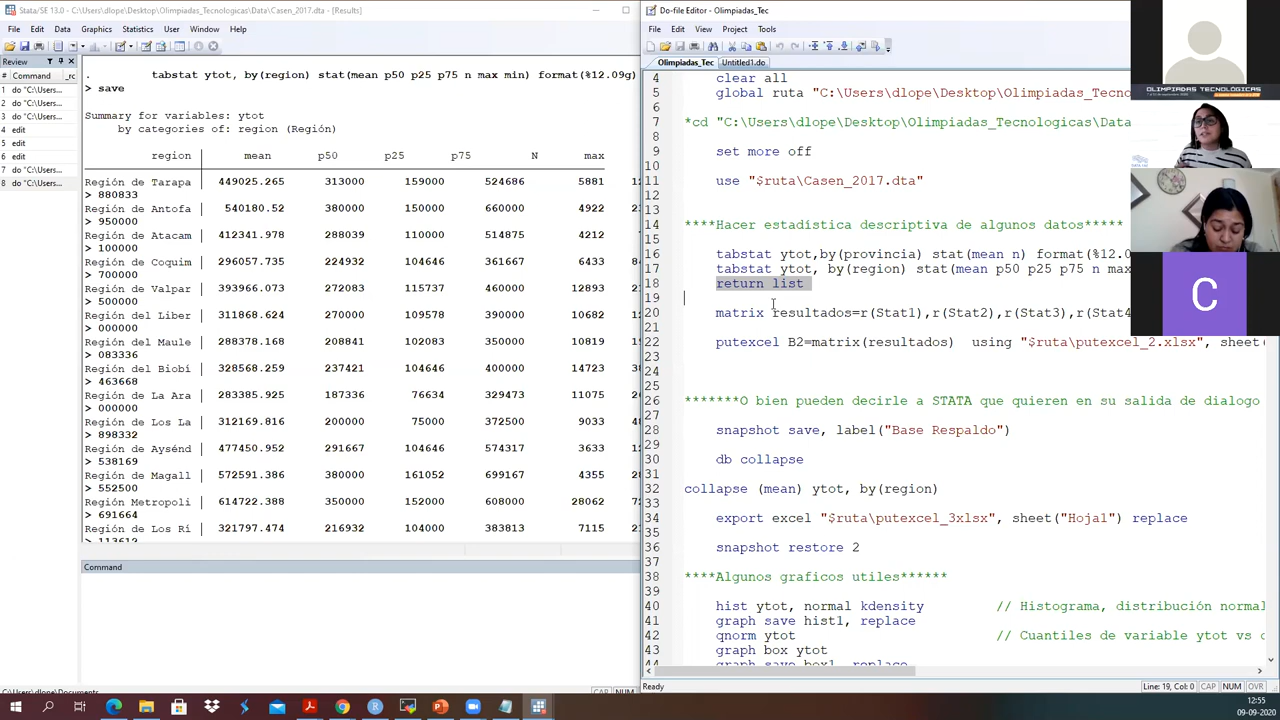 Stata/SE 13.0 - C:\Users\dlope\Desktop\Olimpiadas_Tecnologicas\Data\Casen_2017.dta - [Results]
File Edit Data Graphics Statistics User Window Help
Review
# Command _rc
1 do "C:\Users...
2 do "C:\Users...
3 do "C:\Users...
4 edit
5 edit
6 edit
7 do "C:\Users...
8 do "C:\Users...
. tabstat ytot, by(region) stat(mean p50 p25 p75 n max min) format(%12.09g)
> save
Summary for variables: ytot
by categories of: region (Región)
region mean p50 p25 p75 N max
Región de Tarapa 449025.265 313000 159000 524686 5881
> 880833
Región de Antofa 540180.52 380000 150000 660000 4922
> 950000
Región de Atacam 412341.978 288039 110000 514875 4212
> 100000
Región de Coquim 296057.735 224932 104646 361667 6433
> 700000
Región de Valpar 393966.073 272083 115737 460000 12893
> 500000
Región del Liber 311868.624 270000 109578 390000 10682
> 000000
Región del Maule 288378.168 208841 102083 350000 10819
> 083336
Región del Biobí 328568.259 237421 104646 400000 14723
> 463668
Región de La Ara 283385.925 187336 76634 329473 11075
> 000000
Región de Los La 312169.816 200000 75000 372500 9033
> 898332
Región de Aysénd 477450.952 291667 104646 574317 3633
> 538169
Región de Magall 572591.386 380000 161052 699167 4355
> 552500
Región Metropoli 614722.388 350000 152000 608000 28062
> 691664
Región de Los Rí 321797.474 216932 104000 383813 7115
> 113612
Command
C:\Users\dlope\Documents
CAP NUM
Do-file Editor - Olimpiadas_Tec
File Edit View Project Tools
Olimpiadas_Tec Untitled1.do
4 clear all
5 global ruta "C:\Users\dlope\Desktop\Olimpiadas_Tecno
6
7 *cd "C:\Users\dlope\Desktop\Olimpiadas_Tecnologicas\Data
8
9 set more off
10
11 use "$ruta\Casen_2017.dta"
12
13
14 ****Hacer estadística descriptiva de algunos datos*****
15
16 tabstat ytot,by(provincia) stat(mean n) format(%12.0
17 tabstat ytot, by(region) stat(mean p50 p25 p75 n max
18 return list
19
20 matrix resultados=r(Stat1),r(Stat2),r(Stat3),r(Stat4
21
22 putexcel B2=matrix(resultados) using "$ruta\putexcel_2.xlsx", sheet(
23
24
25
26 *******O bien pueden decirle a STATA que quieren en su salida de dialogo
27
28 snapshot save, label("Base Respaldo")
29
30 db collapse
31
32 collapse (mean) ytot, by(region)
33
34 export excel "$ruta\putexcel_3xlsx", sheet("Hoja1") replace
35
36 snapshot restore 2
37
38 ****Algunos graficos utiles******
39
40 hist ytot, normal kdensity // Histograma, distribución normal
41 graph save hist1, replace
42 qnorm ytot // Cuantiles de variable ytot vs
43 graph box ytot
44 graph save box1, replace
Ready
Line: 19, Col: 0 CAP NUM OVR
OLIMPIADAS TECNOLÓGICAS
C
12:55
09-09-2020